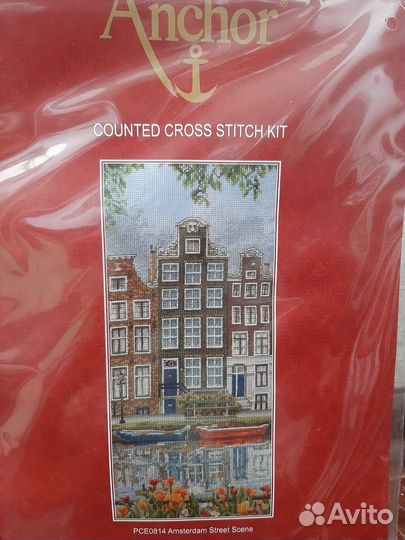 Anchor®
COUNTED CROSS STITCH KIT
PCE0814 Amsterdam Street Scene
Avito